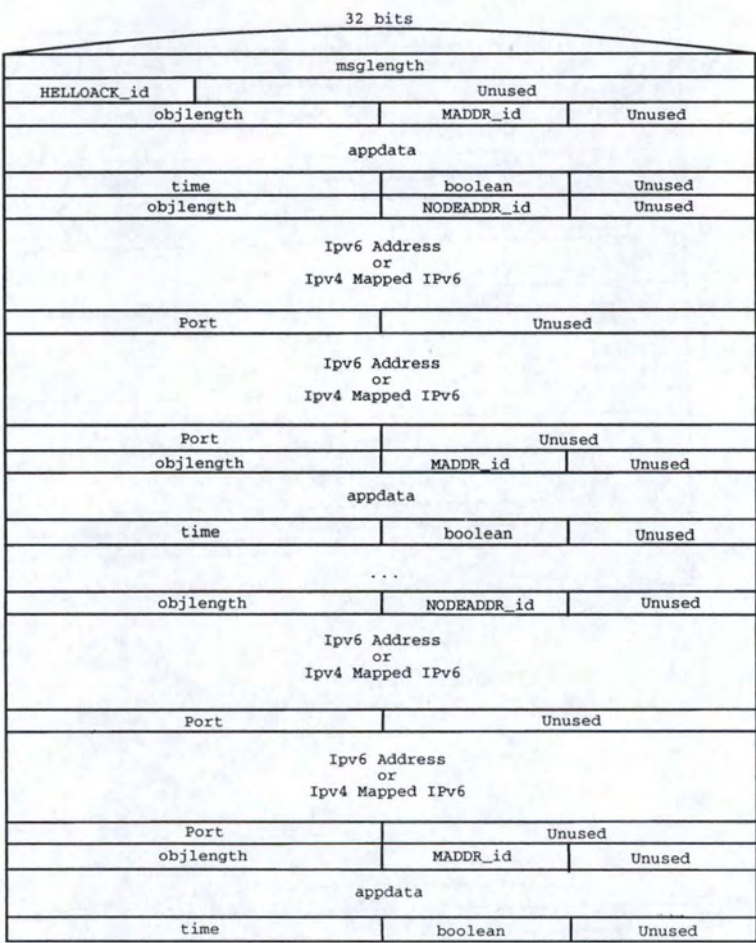 32 bits
msglength
HELLOACK_id Unused
objlength MADDR_id Unused
appdata
time boolean Unused
objlength NODEADDR_id Unused
Ipv6 Address
or
Ipv4 Mapped IPv6
Port Unused
Ipv6 Address
or
Ipv4 Mapped IPv6
Port Unused
objlength MADDR_id Unused
appdata
time boolean Unused
...
objlength NODEADDR_id Unused
Ipv6 Address
or
Ipv4 Mapped IPv6
Port Unused
Ipv6 Address
or
Ipv4 Mapped IPv6
Port Unused
objlength MADDR_id Unused
appdata
time boolean Unused